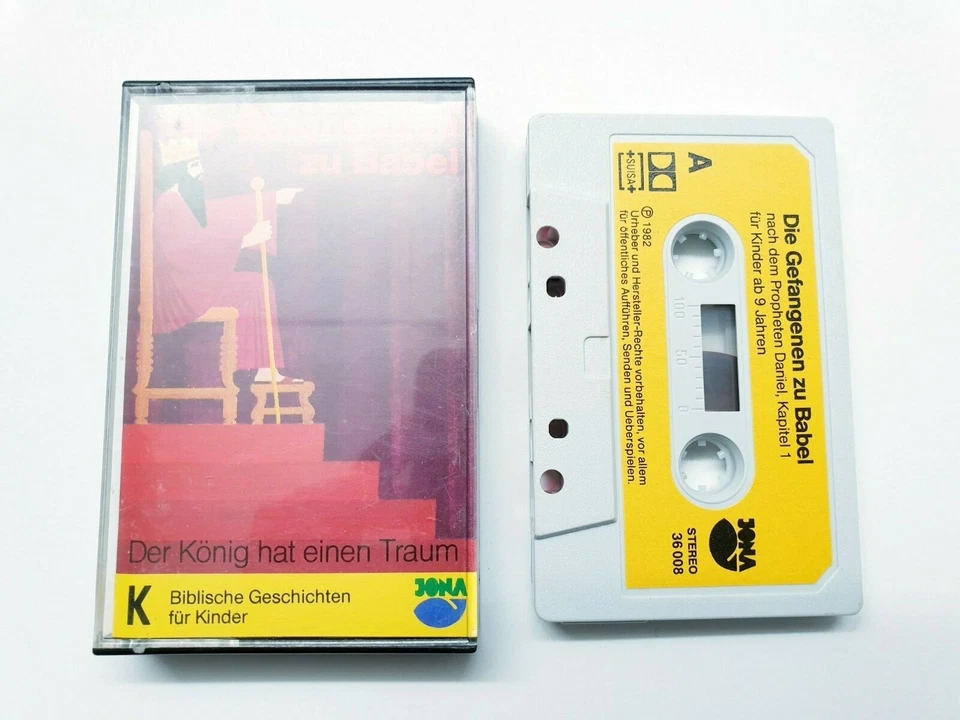 zu Babel
Der König hat einen Traum
K
Biblische Geschichten
für Kinder
JONA
A
+SUISA+
Die Gefangenen zu Babel
nach dem Propheten Daniel, Kapitel 1
für Kinder ab 9 Jahren
100
50
0
℗ 1982
Urheber und Hersteller-Rechte vorbehalten, vor allem
für öffentliches Aufführen, Senden und Ueberspielen.
JONA
STEREO
36 008